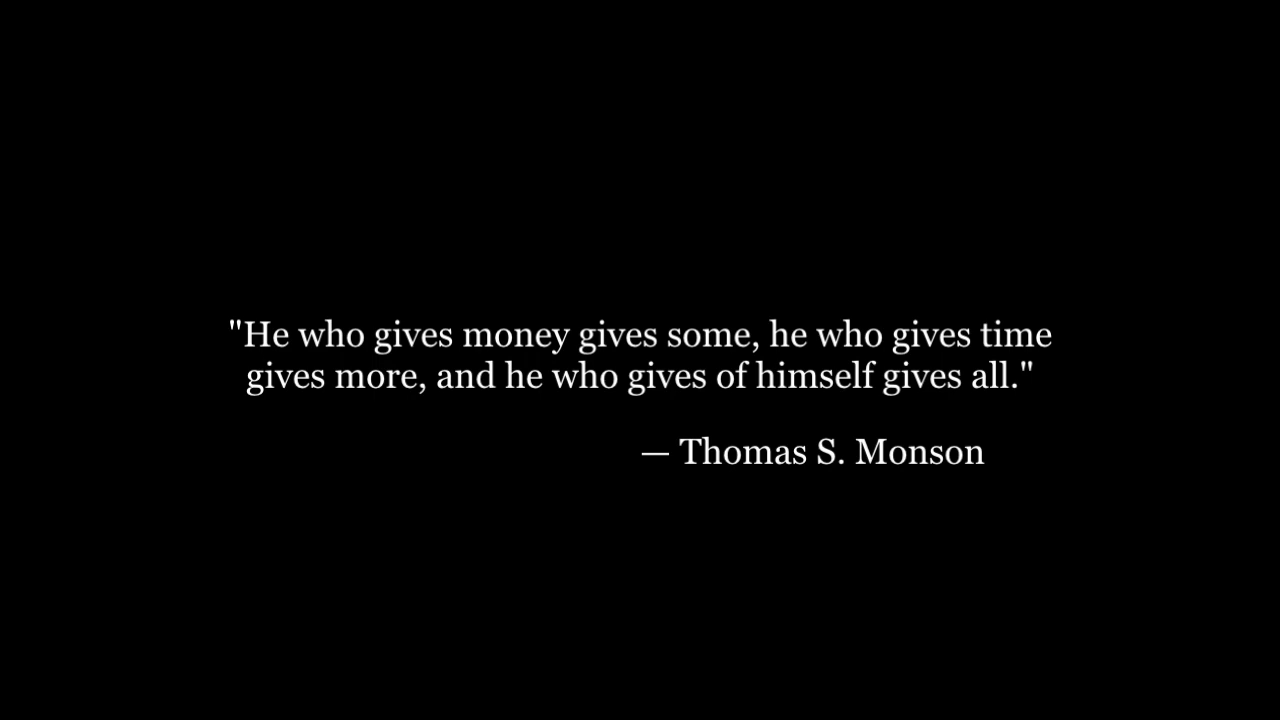 "He who gives money gives some, he who gives time
gives more, and he who gives of himself gives all."
— Thomas S. Monson